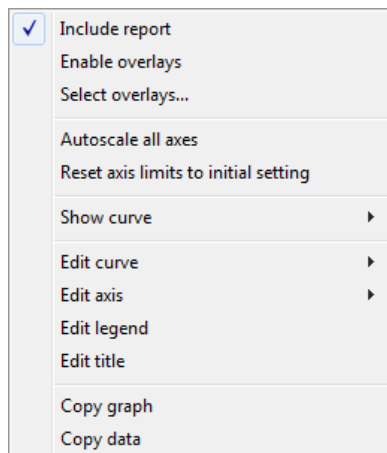 Include report
Enable overlays
Select overlays...
Autoscale all axes
Reset axis limits to initial setting
Show curve
Edit curve
Edit axis
Edit legend
Edit title
Copy graph
Copy data